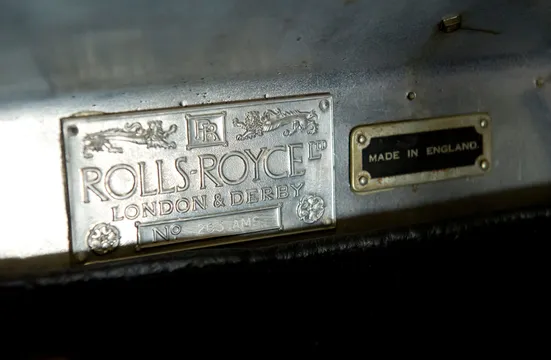 RR
ROLLS-ROYCE LTD
LONDON & DERBY
No
MADE IN ENGLAND.